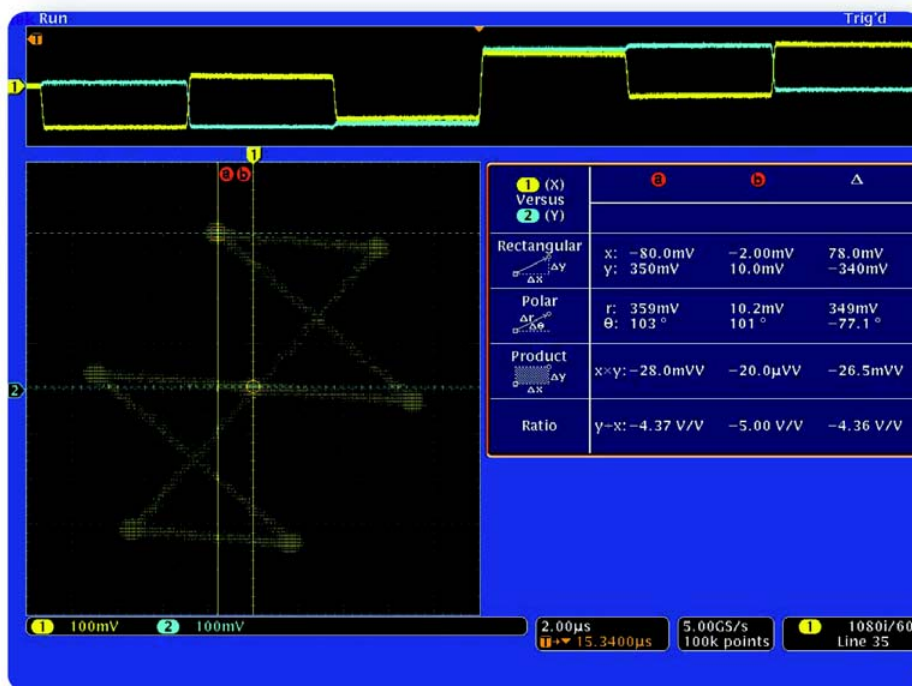 Run Trig'd
T
1
1
a b
2
1 (X) a b Δ
Versus
2 (Y)
Rectangular x: −80.0mV −2.00mV 78.0mV
Δy y: 350mV 10.0mV −340mV
Δx
Polar r: 359mV 10.2mV 349mV
Δr Δθ θ: 103° 101° −77.1°
Product
Δy x×y: −28.0mVV −20.0µVV −26.5mVV
Δx
Ratio y÷x: −4.37 V/V −5.00 V/V −4.36 V/V
1 100mV 2 100mV 2.00µs 5.00GS/s 1 1080i/60
T→▼ 15.3400µs 100k points Line 35